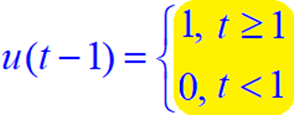 u(t−1) = { 1, t ≥ 1
0, t < 1